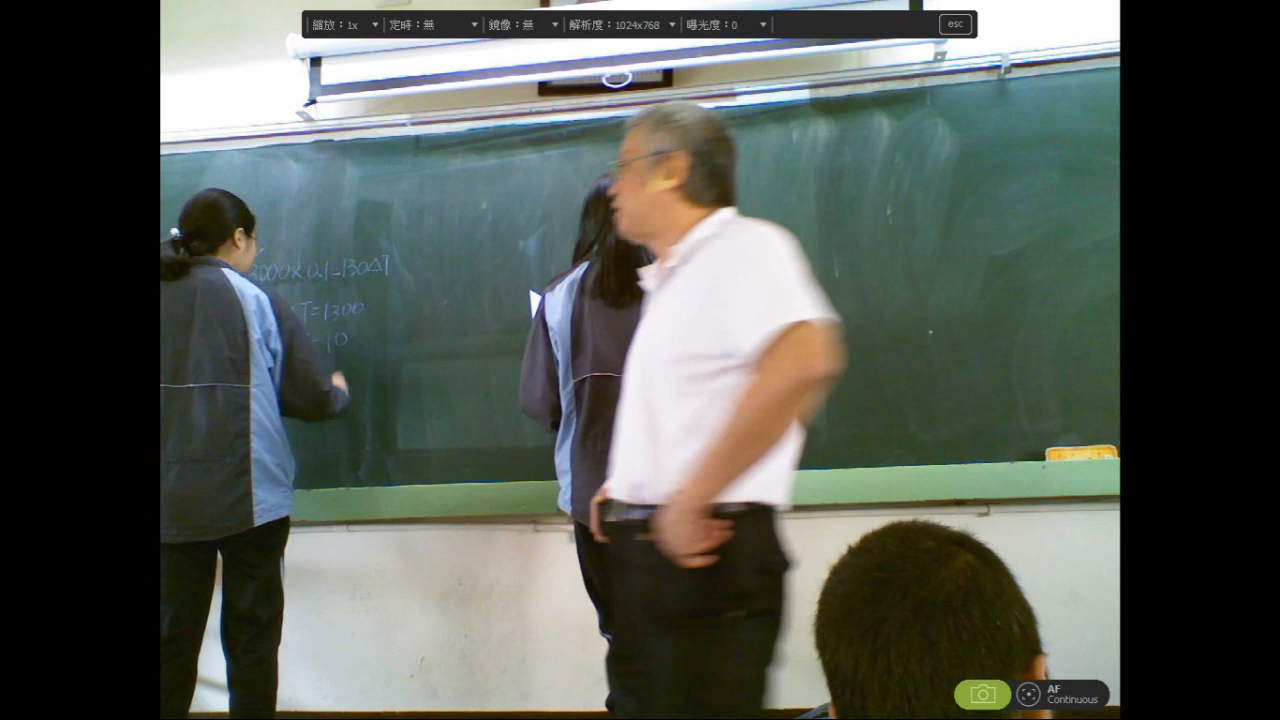 縮放：1x 定時：無 鏡像：無 解析度：1024x768 曝光度：0 esc
3000×0.1=130ΔT
T=1300
=10
AF
Continuous